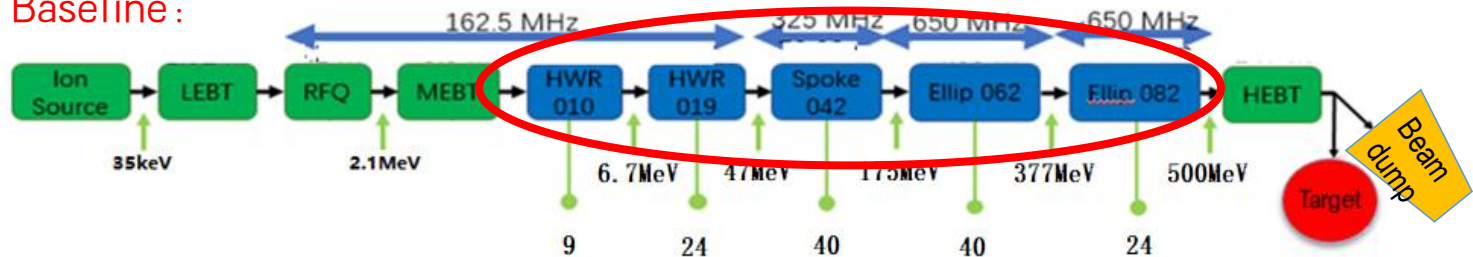 Baseline:
162.5 MHz
325 MHz
650 MHz
650 MHz
Ion
Source
LEBT
RFQ
MEBT
HWR
010
HWR
019
Spoke
042
Ellip 062
Ellip 082
HEBT
Beam
dump
35keV
2.1MeV
6.7MeV
47MeV
175MeV
377MeV
500MeV
Target
9
24
40
40
24